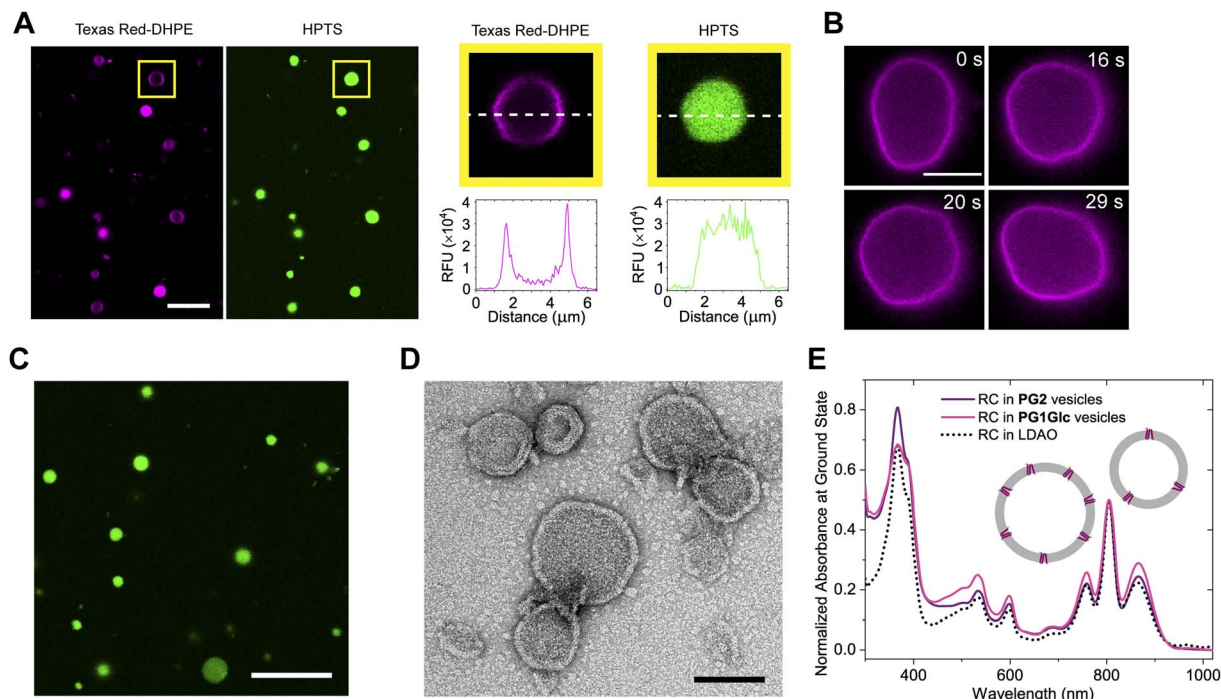 A
Texas Red-DHPE
HPTS
Texas Red-DHPE
HPTS
RFU (×10⁴)
4
3
2
1
0
0 2 4 6
Distance (μm)
RFU (×10⁴)
4
3
2
1
0
0 2 4 6
Distance (μm)
B
0 s
16 s
20 s
29 s
C
D
E
Normalized Absorbance at Ground State
0.8
0.6
0.4
0.2
0.0
RC in PG2 vesicles
RC in PG1Glc vesicles
RC in LDAO
400 500 600 700 800 900 1000
Wavelength (nm)